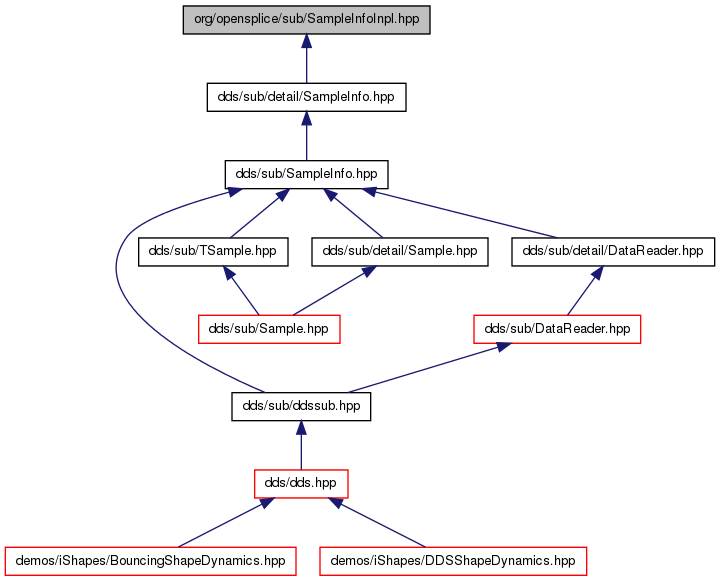 org/opensplice/sub/SampleInfoInpl.hpp
dds/sub/detail/SampleInfo.hpp
dds/sub/SampleInfo.hpp
dds/sub/TSample.hpp
dds/sub/detail/Sample.hpp
dds/sub/detail/DataReader.hpp
dds/sub/Sample.hpp
dds/sub/DataReader.hpp
dds/sub/ddssub.hpp
dds/dds.hpp
demos/iShapes/BouncingShapeDynamics.hpp
demos/iShapes/DDSShapeDynamics.hpp